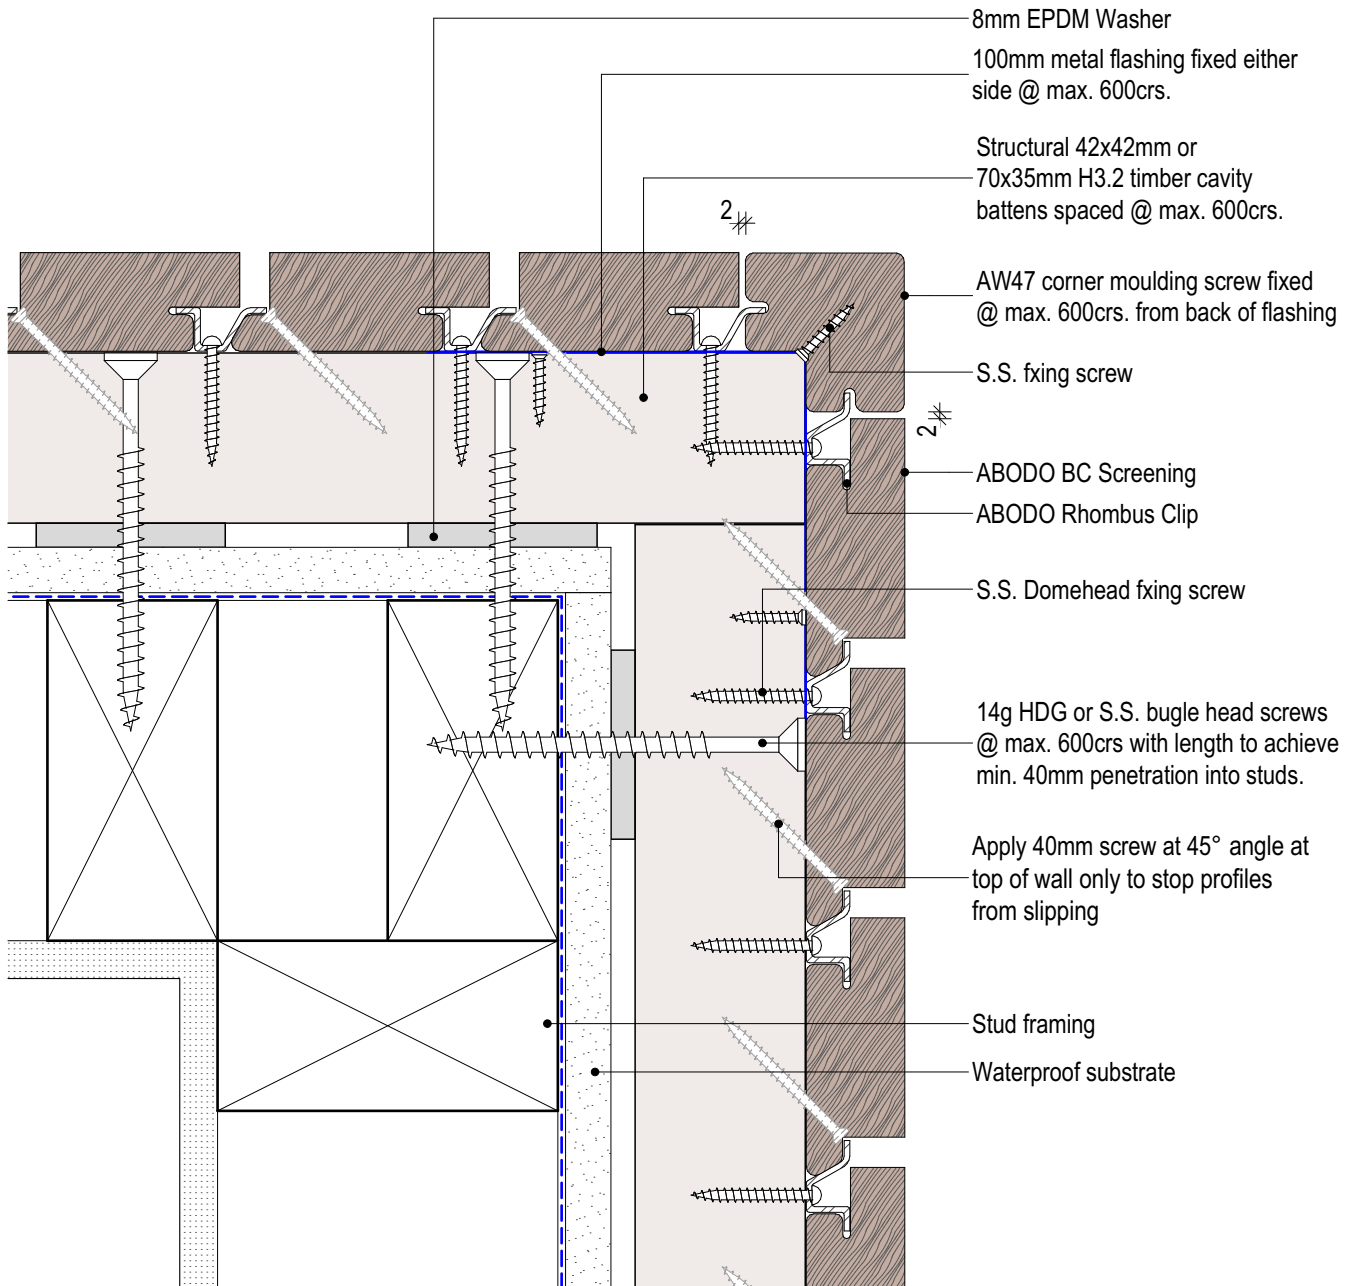 8mm EPDM Washer
100mm metal flashing fixed either
side @ max. 600crs.
Structural 42x42mm or
70x35mm H3.2 timber cavity
battens spaced @ max. 600crs.
2
AW47 corner moulding screw fixed
@ max. 600crs. from back of flashing
S.S. fxing screw
2
ABODO BC Screening
ABODO Rhombus Clip
S.S. Domehead fxing screw
14g HDG or S.S. bugle head screws
@ max. 600crs with length to achieve
min. 40mm penetration into studs.
Apply 40mm screw at 45° angle at
top of wall only to stop profiles
from slipping
Stud framing
Waterproof substrate